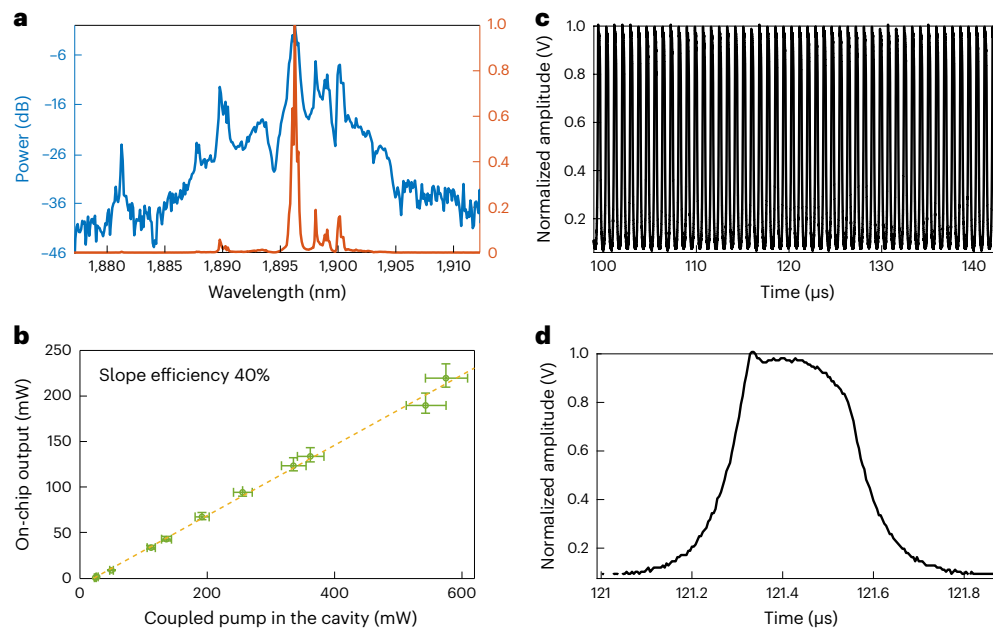 a
Power (dB)
–6
–16
–26
–36
–46
1.0
0.8
0.6
0.4
0.2
0
1,880 1,885 1,890 1,895 1,900 1,905 1,910
Wavelength (nm)
b
On-chip output (mW)
250
200
150
100
50
0
Slope efficiency 40%
0 200 400 600
Coupled pump in the cavity (mW)
c
Normalized amplitude (V)
1.0
0.8
0.6
0.4
0.2
100 110 120 130 140
Time (µs)
d
Normalized amplitude (V)
1.0
0.8
0.6
0.4
0.2
121 121.2 121.4 121.6 121.8
Time (µs)